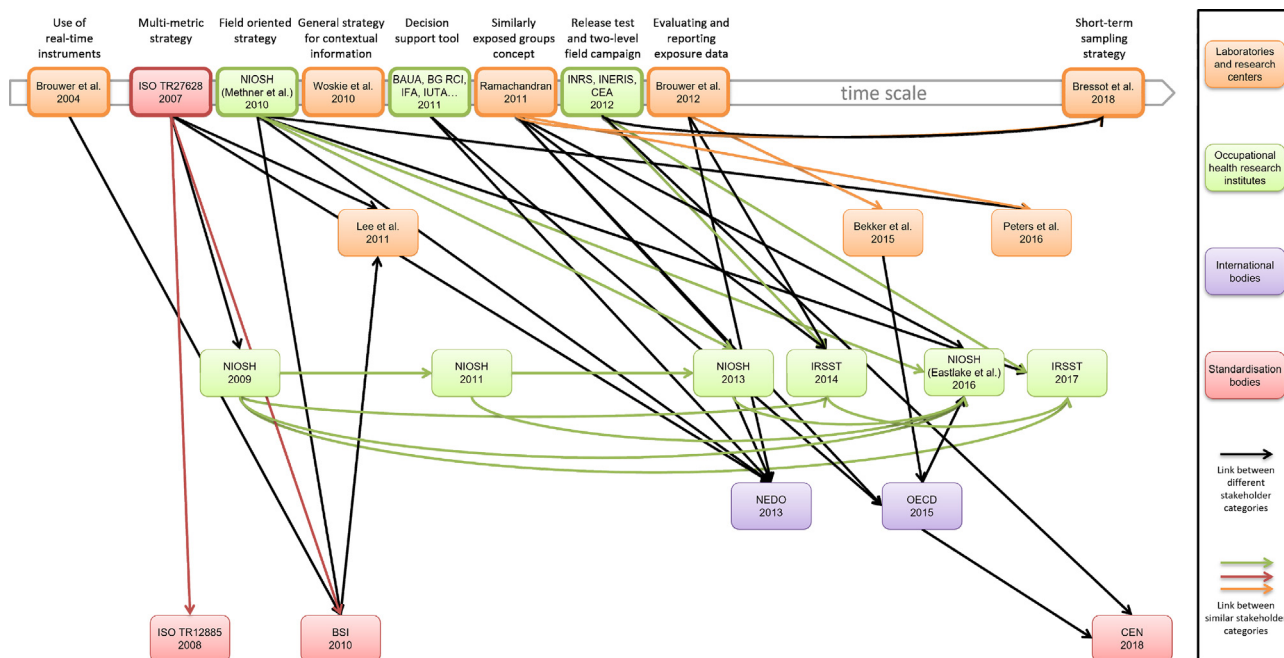 Use of
real-time
instruments
Multi-metric
strategy
Field oriented
strategy
General strategy
for contextual
information
Decision
support tool
Similarly
exposed groups
concept
Release test
and two-level
field campaign
Evaluating and
reporting
exposure data
Short-term
sampling
strategy
Brouwer et al.
2004
ISO TR27628
2007
NIOSH
(Methner et al.)
2010
Woskie et al.
2010
BAUA, BG RCI,
IFA, IUTA...
2011
Ramachandran
2011
INRS, INERIS,
CEA
2012
Brouwer et al.
2012
time scale
Bressot et al.
2018
Lee et al.
2011
Bekker et al.
2015
Peters et al.
2016
NIOSH
2009
NIOSH
2011
NIOSH
2013
IRSST
2014
NIOSH
(Eastlake et al.)
2016
IRSST
2017
NEDO
2013
OECD
2015
ISO TR12885
2008
BSI
2010
CEN
2018
Laboratories
and research
centers
Occupational
health research
institutes
International
bodies
Standardisation
bodies
Link between
different
stakeholder
categories
Link between
similar stakeholder
categories